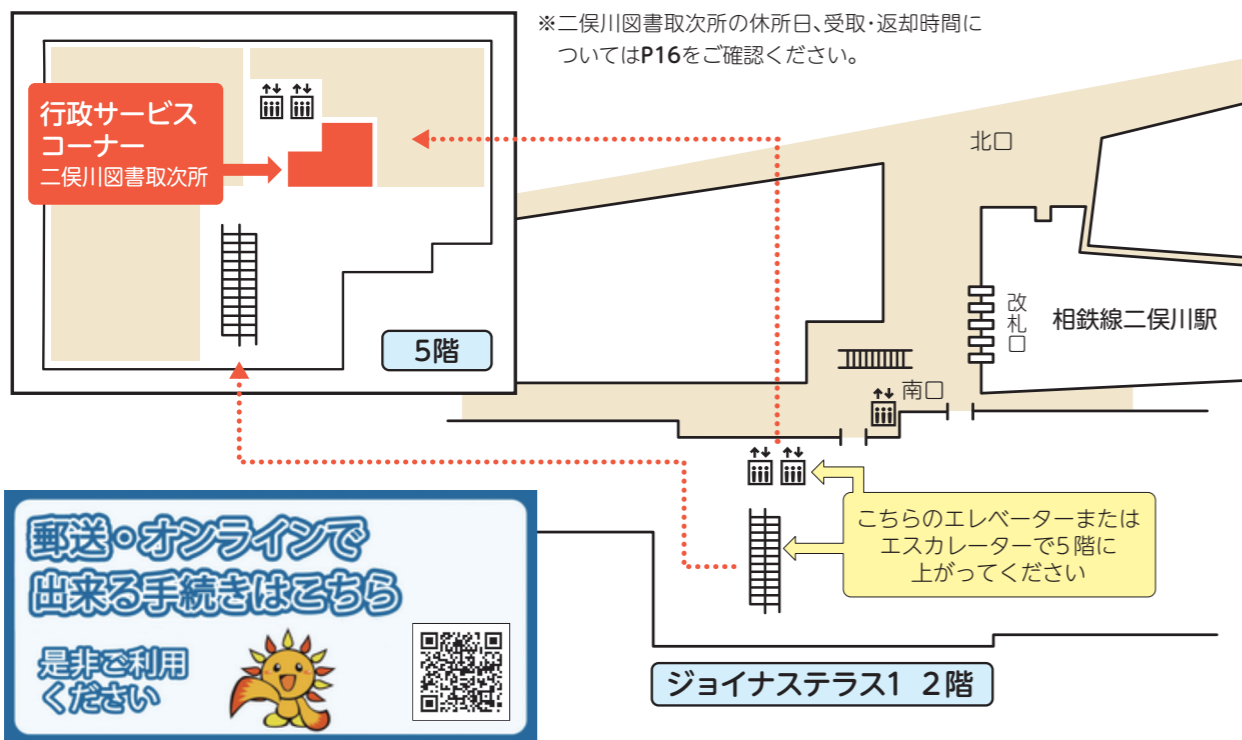 ※二俣川図書取次所の休所日、受取・返却時間に
ついてはP16をご確認ください。
行政サービス
コーナー
二俣川図書取次所
5階
北口
改札口
相鉄線二俣川駅
南口
こちらのエレベーターまたは
エスカレーターで5階に
上がってください
ジョイナステラス1 2階
郵送・オンラインで
出来る手続きはこちら
是非ご利用
ください